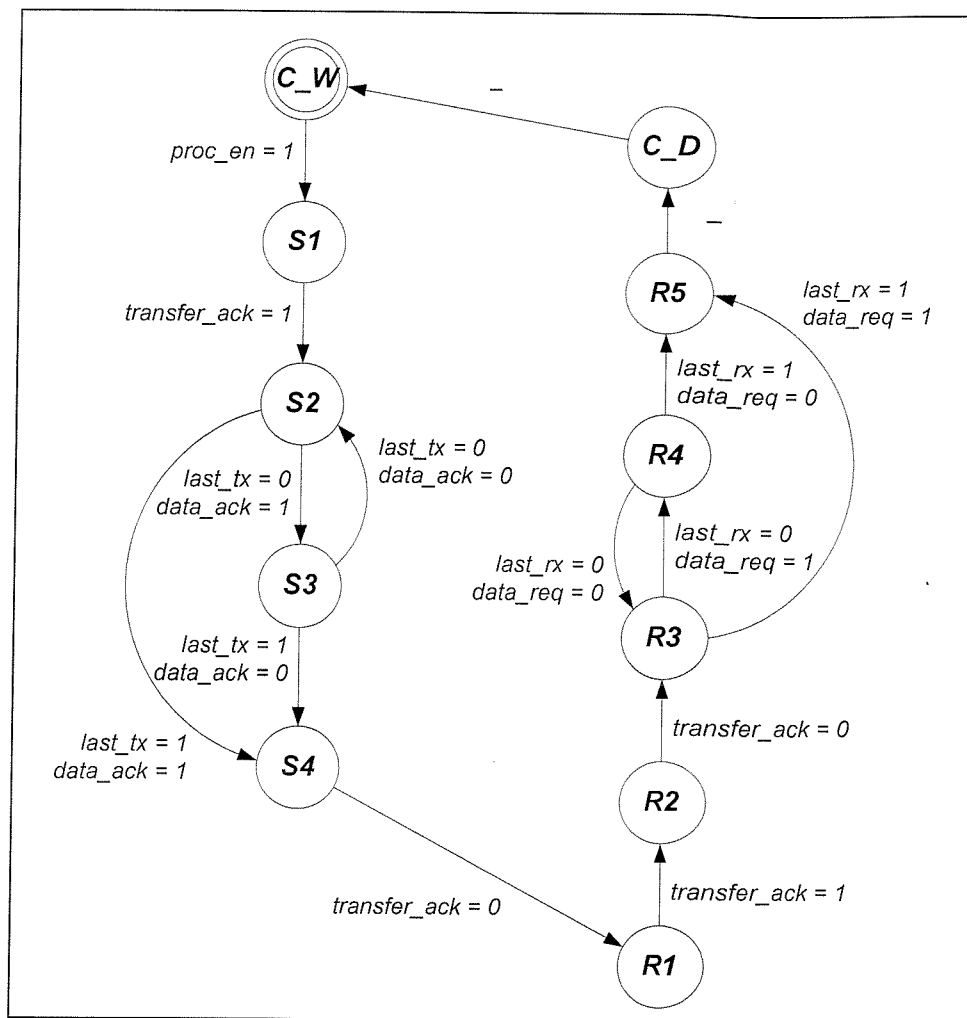 C_W
–
C_D
proc_en = 1
S1
–
transfer_ack = 1
R5
last_rx = 1
data_req = 1
S2
last_rx = 1
data_req = 0
last_tx = 0
data_ack = 0
R4
last_tx = 0
data_ack = 1
last_rx = 0
data_req = 1
last_rx = 0
data_req = 0
S3
R3
last_tx = 1
data_ack = 0
transfer_ack = 0
last_tx = 1
data_ack = 1
S4
R2
transfer_ack = 1
transfer_ack = 0
R1